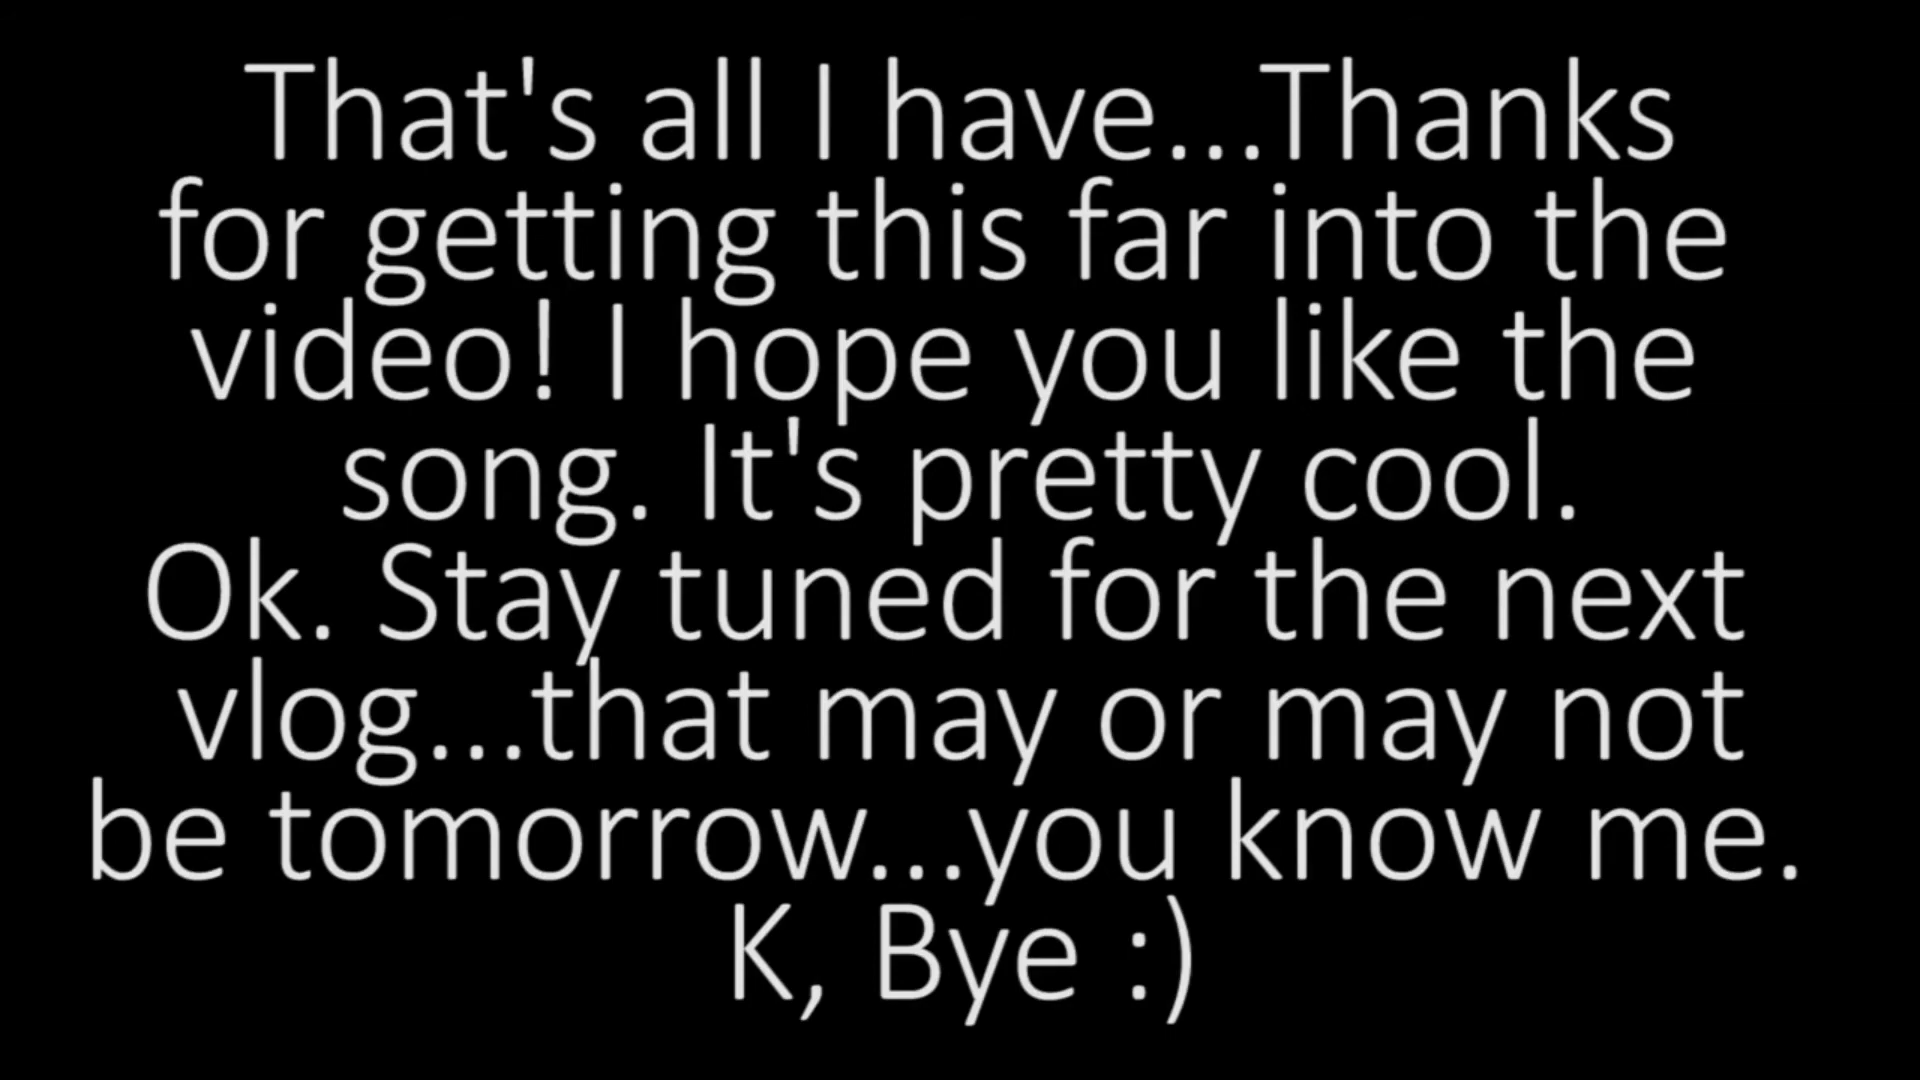 That's all I have...Thanks
for getting this far into the
video! I hope you like the
song. It's pretty cool.
Ok. Stay tuned for the next
vlog...that may or may not
be tomorrow...you know me.
K, Bye :)